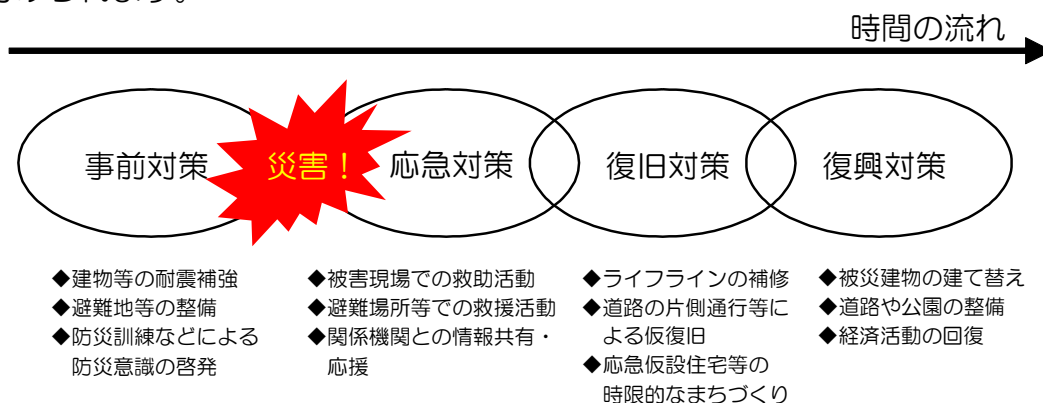 時間の流れ
事前対策
災害!
応急対策
復旧対策
復興対策
◆建物等の耐震補強
◆避難地等の整備
◆防災訓練などによる
防災意識の啓発
◆被害現場での救助活動
◆避難場所等での救援活動
◆関係機関との情報共有・
応援
◆ライフラインの補修
◆道路の片側通行等に
よる仮復旧
◆応急仮設住宅等の
時限的なまちづくり
◆被災建物の建て替え
◆道路や公園の整備
◆経済活動の回復